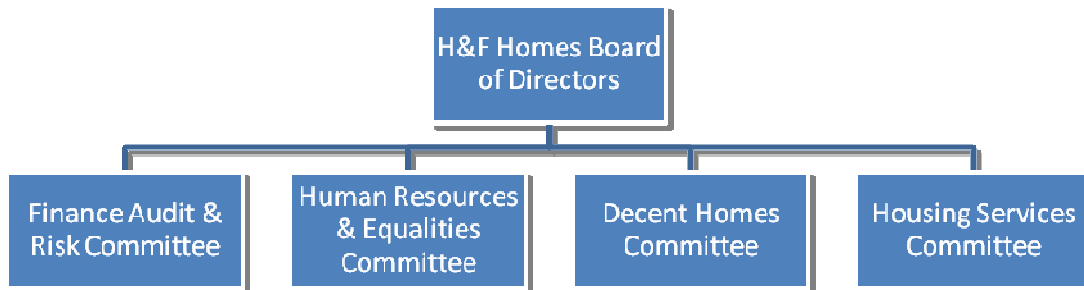 H&F Homes Board
of Directors
Finance Audit &
Risk Committee
Human Resources
& Equalities
Committee
Decent Homes
Committee
Housing Services
Committee